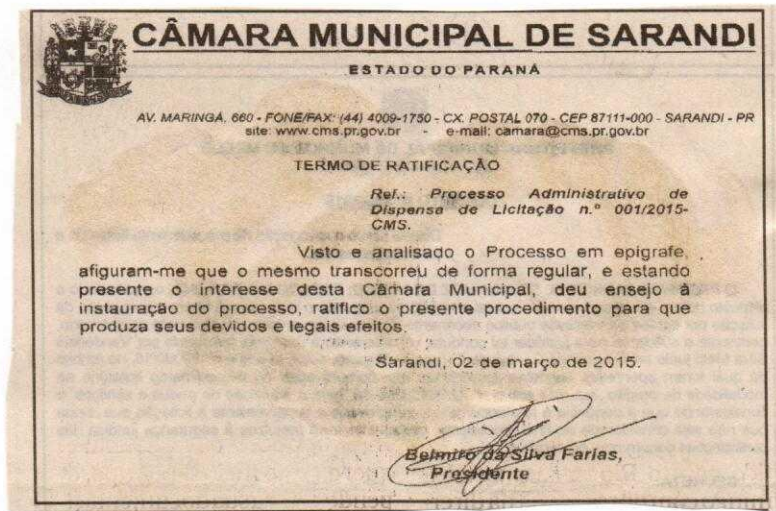 CÂMARA MUNICIPAL DE SARANDI
ESTADO DO PARANÁ
AV. MARINGÁ, 660 - FONE/FAX: (44) 4009-1750 - CX. POSTAL 070 - CEP 87111-000 - SARANDI - PR
site: www.cms.pr.gov.br - e-mail: camara@cms.pr.gov.br
TERMO DE RATIFICAÇÃO
Ref.: Processo Administrativo de
Dispensa de Licitação n.º 001/2015-
CMS.
Visto e analisado o Processo em epigrafe,
afiguram-me que o mesmo transcorreu de forma regular, e estando
presente o interesse desta Câmara Municipal, deu ensejo à
instauração do processo, ratifico o presente procedimento para que
produza seus devidos e legais efeitos.
Sarandi, 02 de março de 2015.
Belmiro da Silva Farias,
Presidente